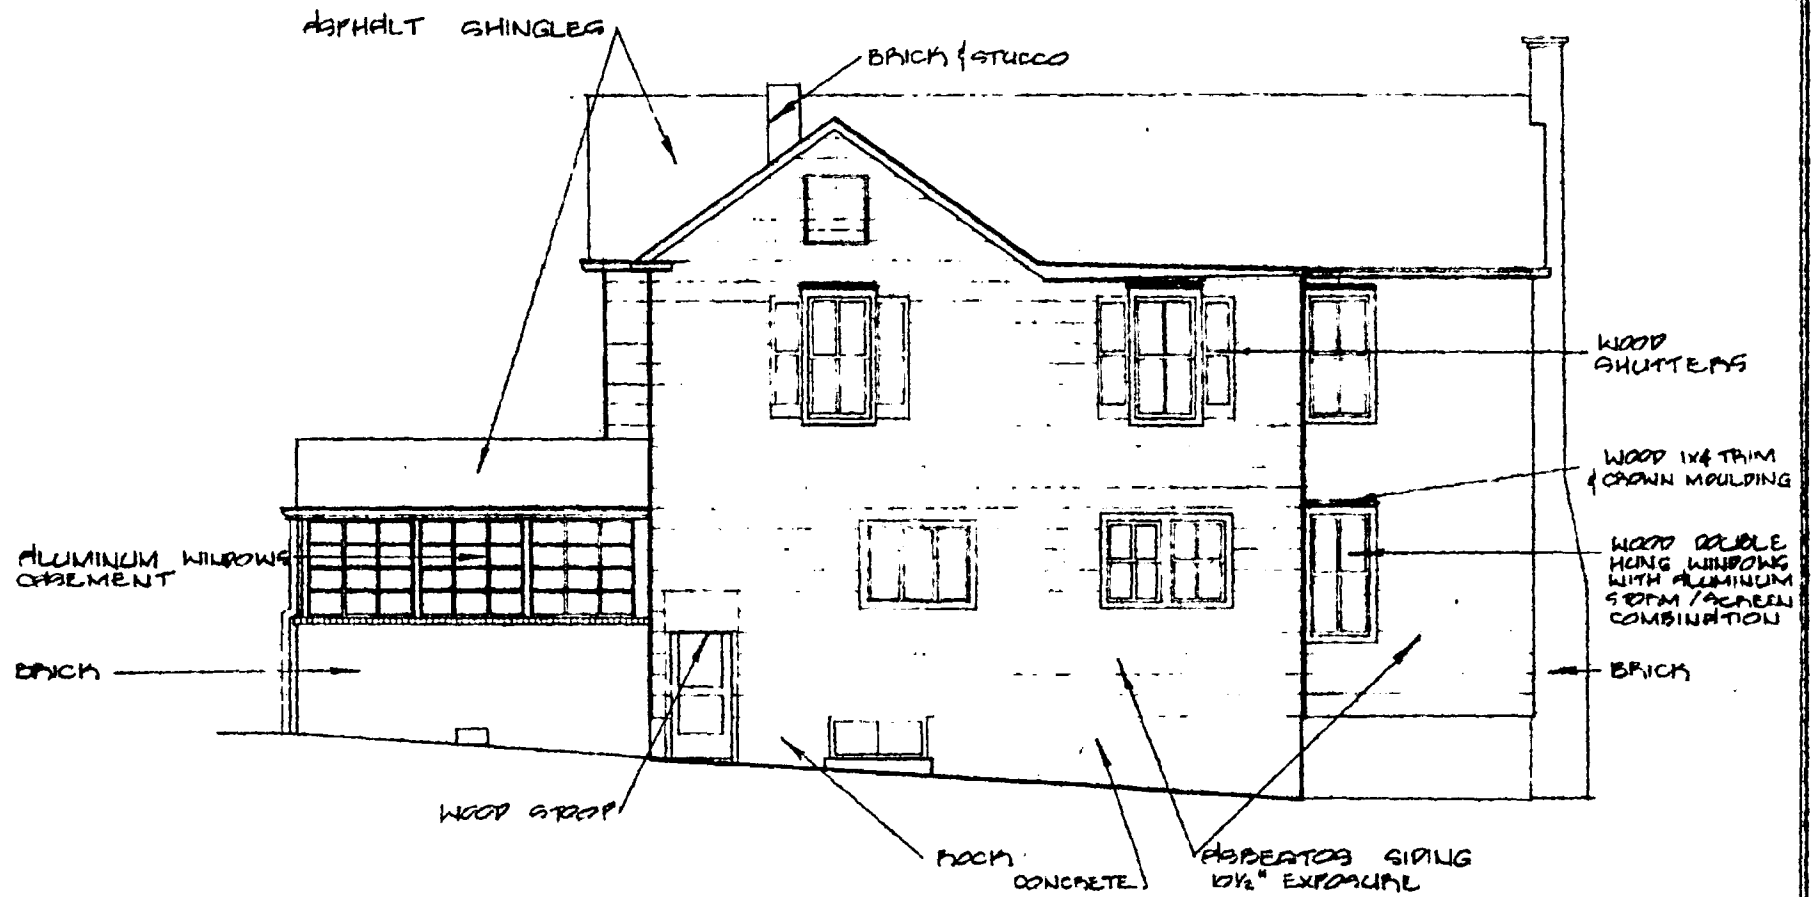 ASPHALT SHINGLES
BRICK & STUCCO
WOOD
SHUTTERS
WOOD 1X4 TRIM
& CROWN MOULDING
ALUMINUM WINDOWS
CASEMENT
WOOD DOUBLE
HUNG WINDOWS
WITH ALUMINUM
STORM / SCREEN
COMBINATION
BRICK
BRICK
WOOD STOOP
ROCK
CONCRETE
ASBESTOS SIDING
10½" EXPOSURE